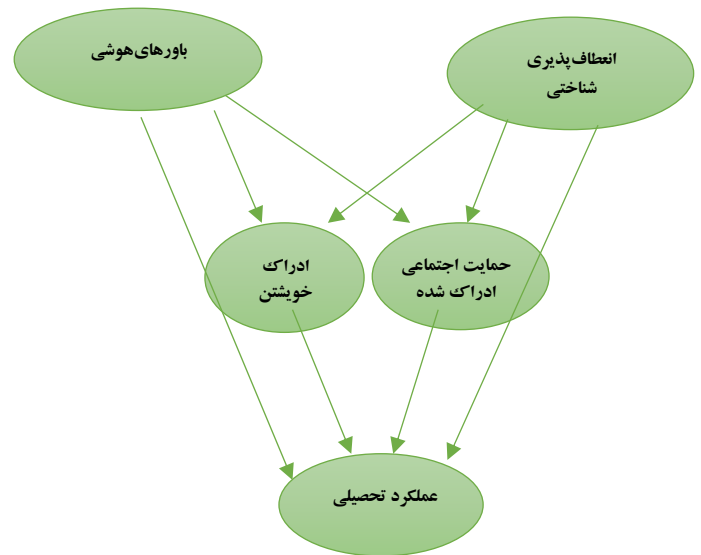 انعطاف‌پذیری
شناختی
باورهای‌هوشی
حمایت اجتماعی
ادراک شده
ادراک
خویشتن
عملکرد تحصیلی